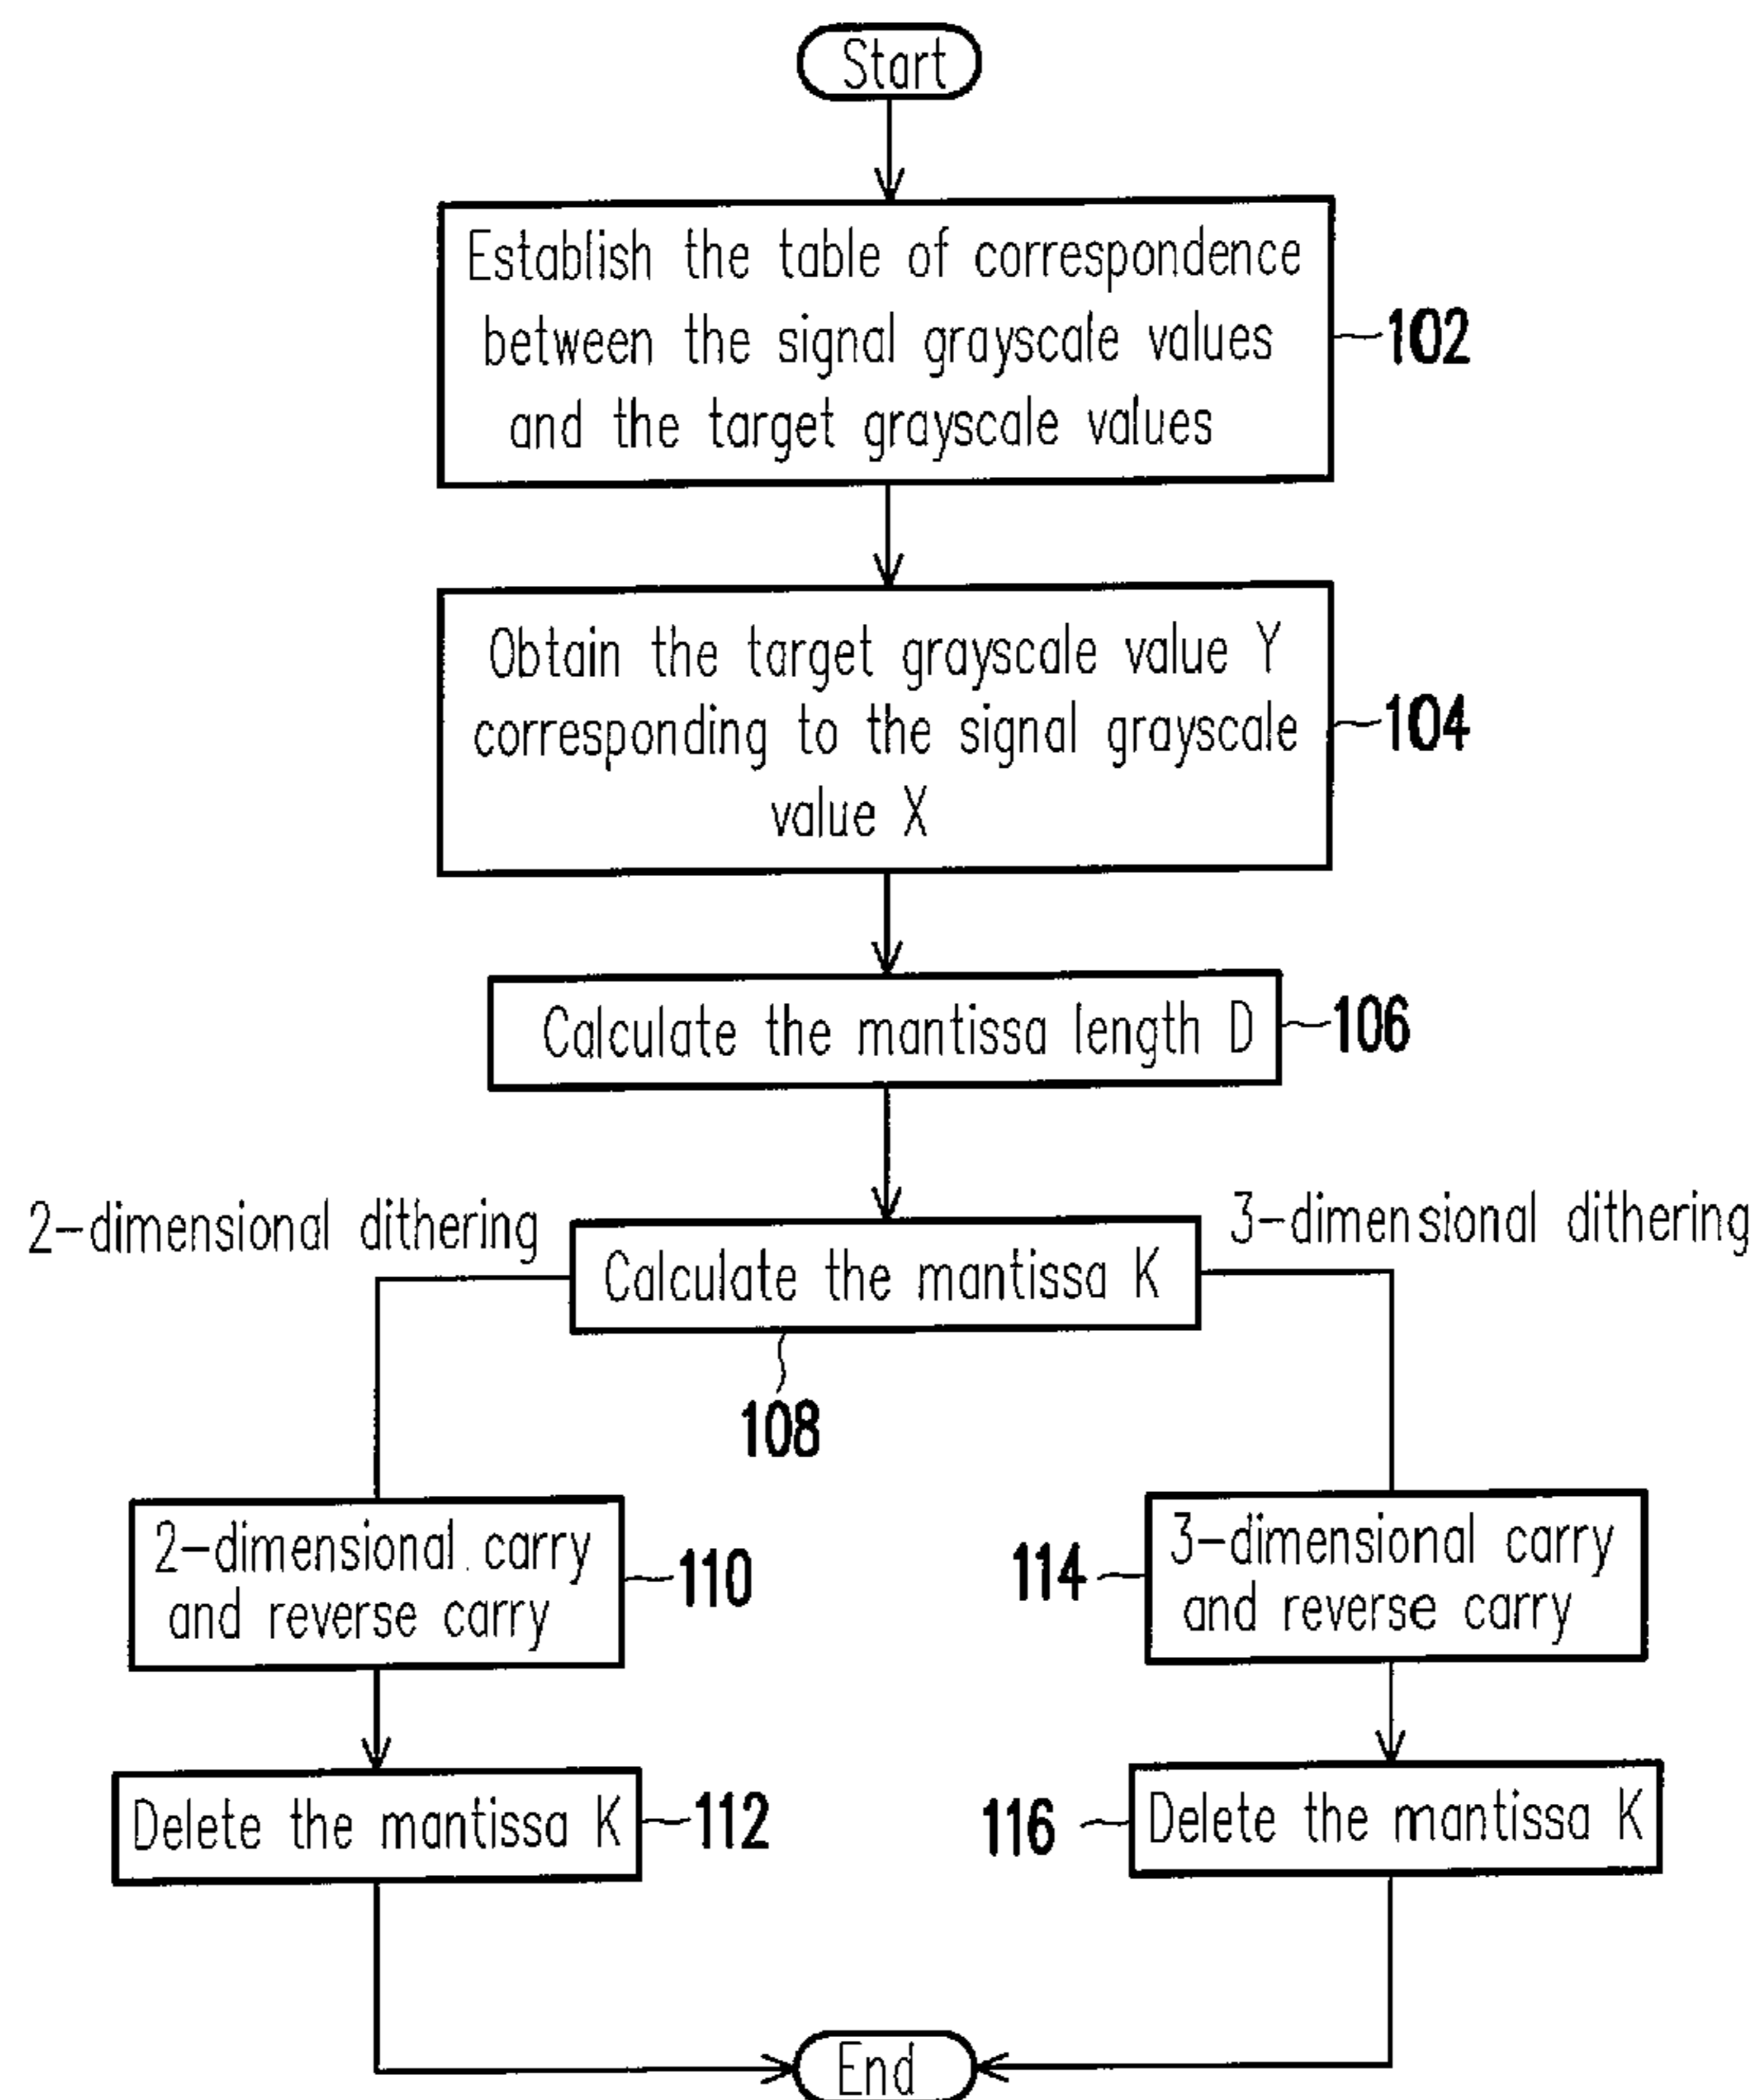 Start
Establish the table of correspondence
between the signal grayscale values
and the target grayscale values
102
Obtain the target grayscale value Y
corresponding to the signal grayscale
value X
104
Calculate the mantissa length D
106
2-dimensional dithering
3-dimensional dithering
Calculate the mantissa K
108
2-dimensional carry
and reverse carry
110
114
3-dimensional carry
and reverse carry
Delete the mantissa K
112
116
Delete the mantissa K
End